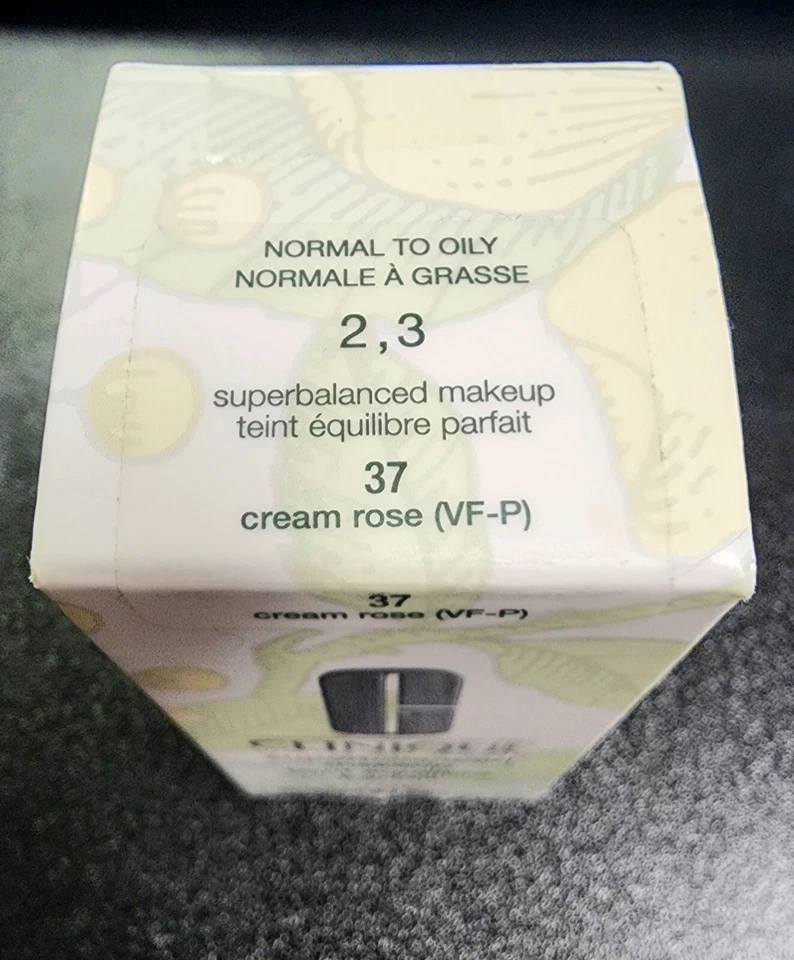 NORMAL TO OILY
NORMALE À GRASSE
2,3
superbalanced makeup
teint équilibre parfait
37
cream rose (VF-P)
37
cream rose (VF-P)
CLINIQUE